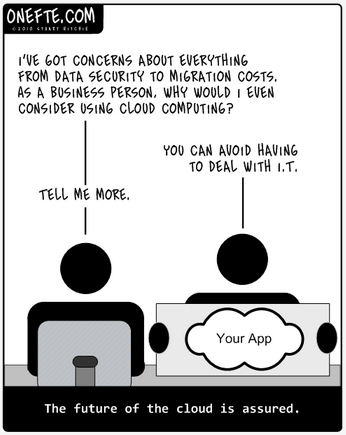 ONEFTE.COM
©2010 STUART RITCHIE
I'VE GOT CONCERNS ABOUT EVERYTHING
FROM DATA SECURITY TO MIGRATION COSTS.
AS A BUSINESS PERSON, WHY WOULD I EVEN
CONSIDER USING CLOUD COMPUTING?
YOU CAN AVOID HAVING
TO DEAL WITH I.T.
TELL ME MORE.
Your App
The future of the cloud is assured.